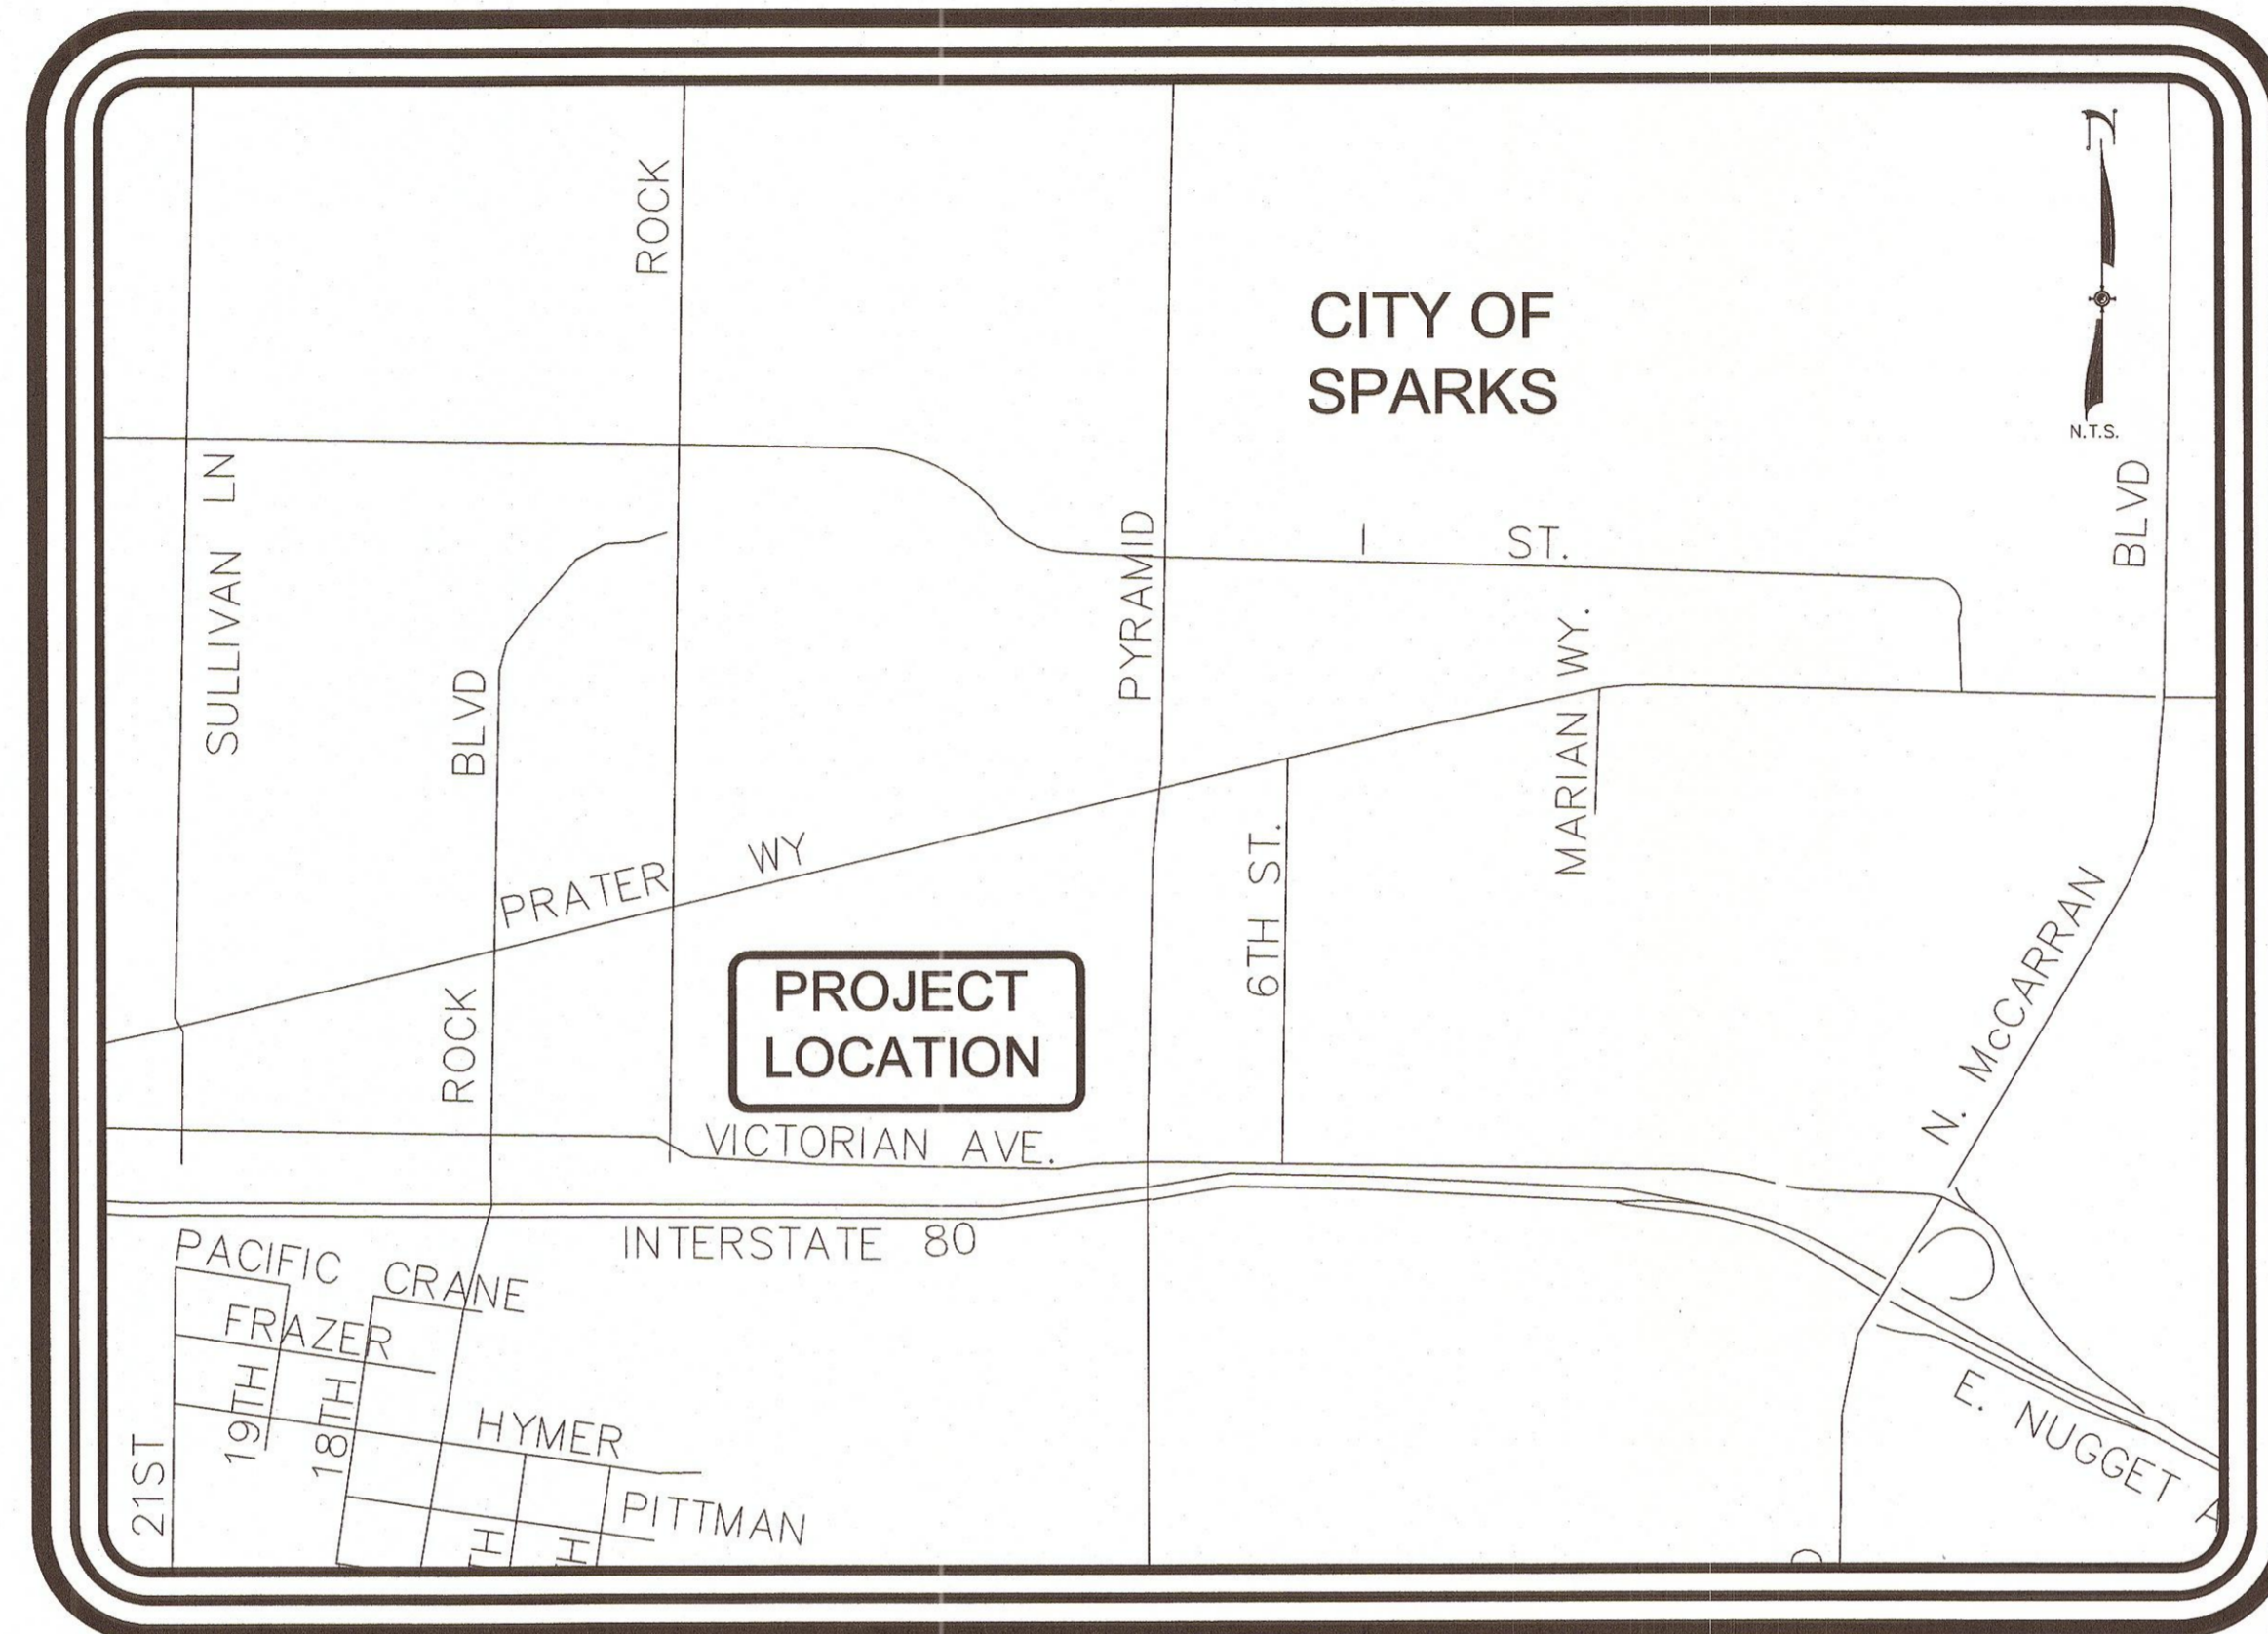 ROCK
CITY OF
SPARKS
N
N.T.S.
SULLIVAN LN
BLVD
PYRAMID
I ST.
BLVD
MARIAN WY.
PRATER WY
6TH ST.
N. McCARRAN
ROCK
PROJECT
LOCATION
VICTORIAN AVE.
INTERSTATE 80
PACIFIC
CRANE
FRAZER
19TH
18TH
HYMER
21ST
PITTMAN
TH
H
E. NUGGET A